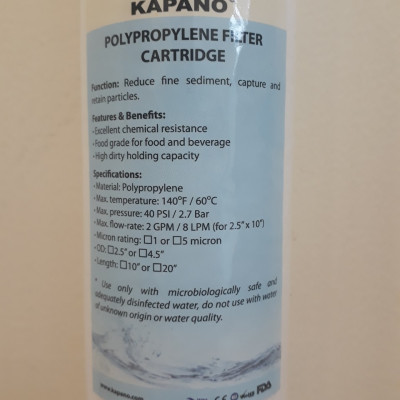 KAPANO
POLYPROPYLENE FILTER
CARTRIDGE
Function: Reduce fine sediment, capture and
retain particles.
Features & Benefits:
- Excellent chemical resistance
- Food grade for food and beverage
- High dirty holding capacity
Specifications:
- Material: Polypropylene
- Max. temperature: 140°F / 60°C
- Max. pressure: 40 PSI / 2.7 Bar
- Max. flow-rate: 2 GPM / 8 LPM (for 2.5" x 10")
- Micron rating: ☐1 or ☐5 micron
- OD: ☐2.5" or ☐4.5"
- Length: ☐10" or ☐20"
* Use only with microbiologically safe and
adequately disinfected water, do not use with water
of unknown origin or water quality.
www.kapano.com CE FDA